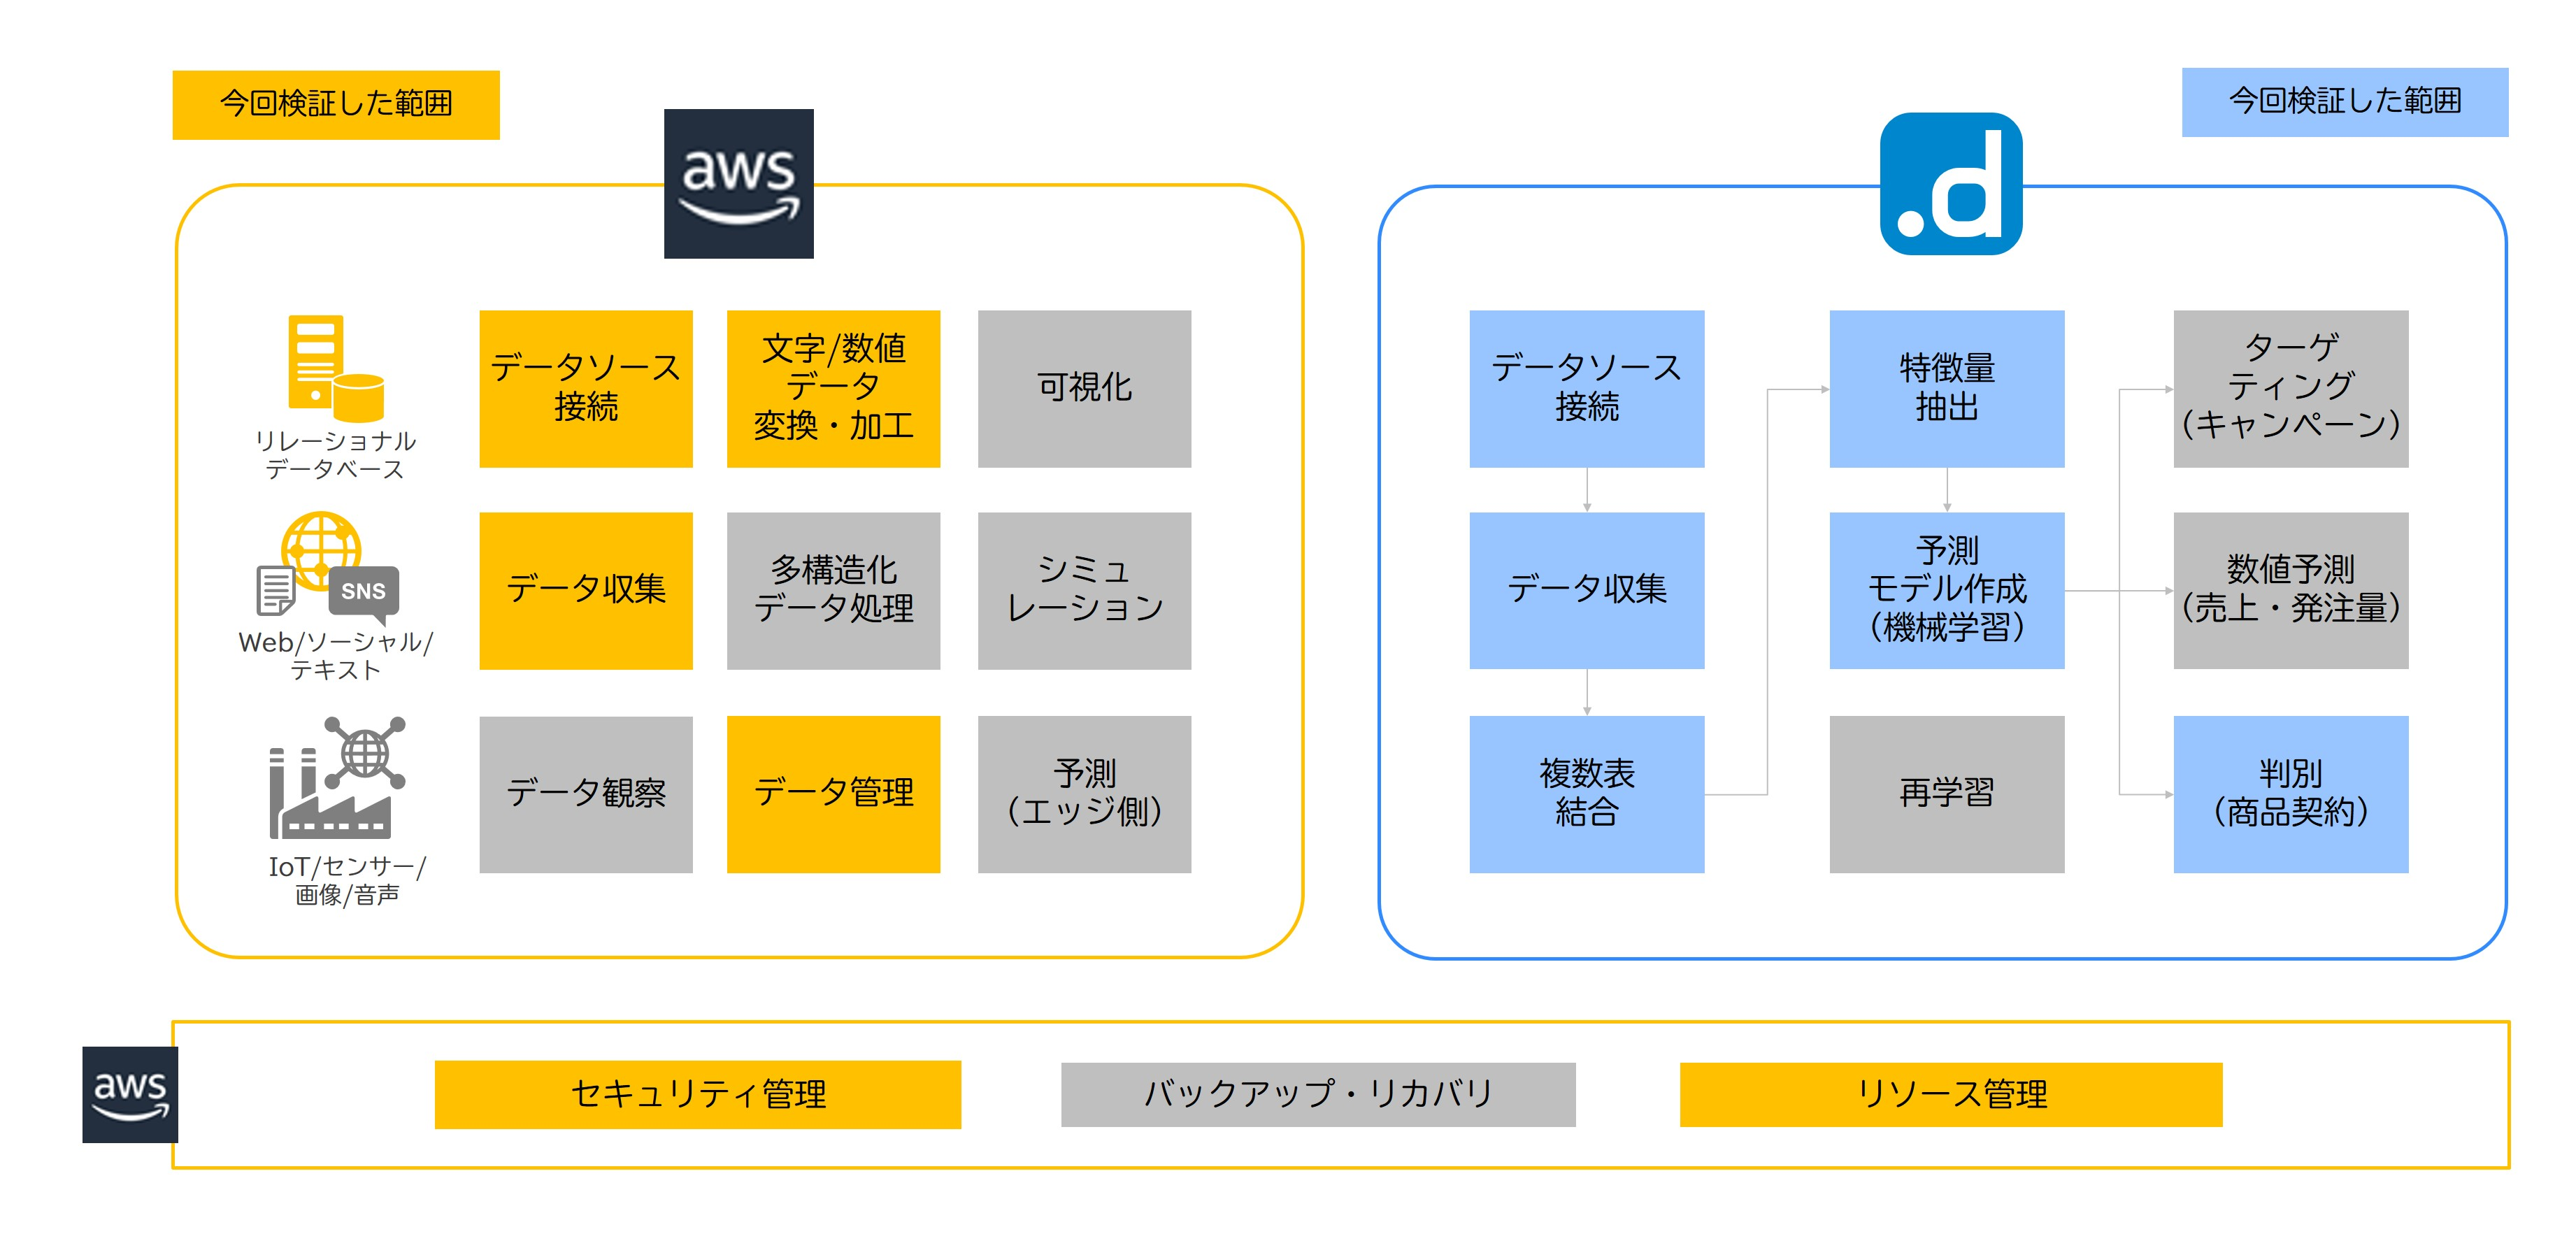 今回検証した範囲
今回検証した範囲
aws
.d
リレーショナル
データベース
データソース
接続
文字/数値
データ
変換・加工
可視化
SNS
Web/ソーシャル/
テキスト
データ収集
多構造化
データ処理
シミュ
レーション
IoT/センサー/
画像/音声
データ観察
データ管理
予測
（エッジ側）
データソース
接続
データ収集
複数表
結合
特徴量
抽出
予測
モデル作成
（機械学習）
再学習
ターゲ
ティング
（キャンペーン）
数値予測
（売上・発注量）
判別
（商品契約）
aws
セキュリティ管理
バックアップ・リカバリ
リソース管理